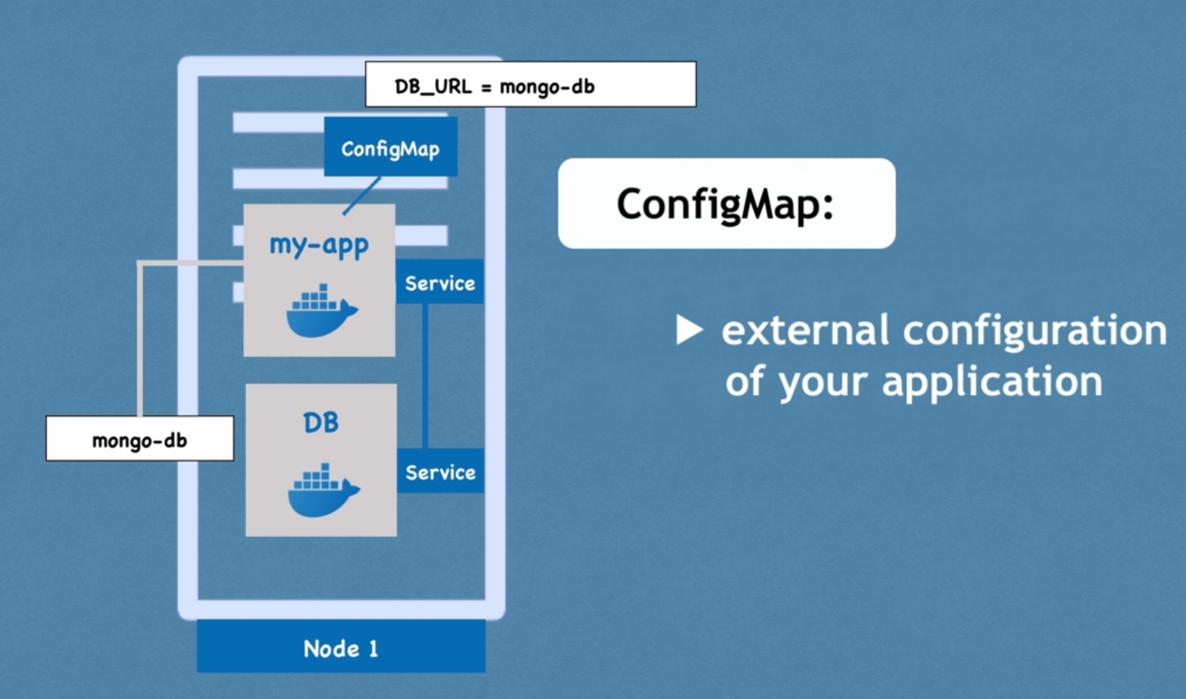 DB_URL = mongo-db
ConfigMap
my-app
Service
mongo-db
DB
Service
Node 1
ConfigMap:
external configuration
of your application